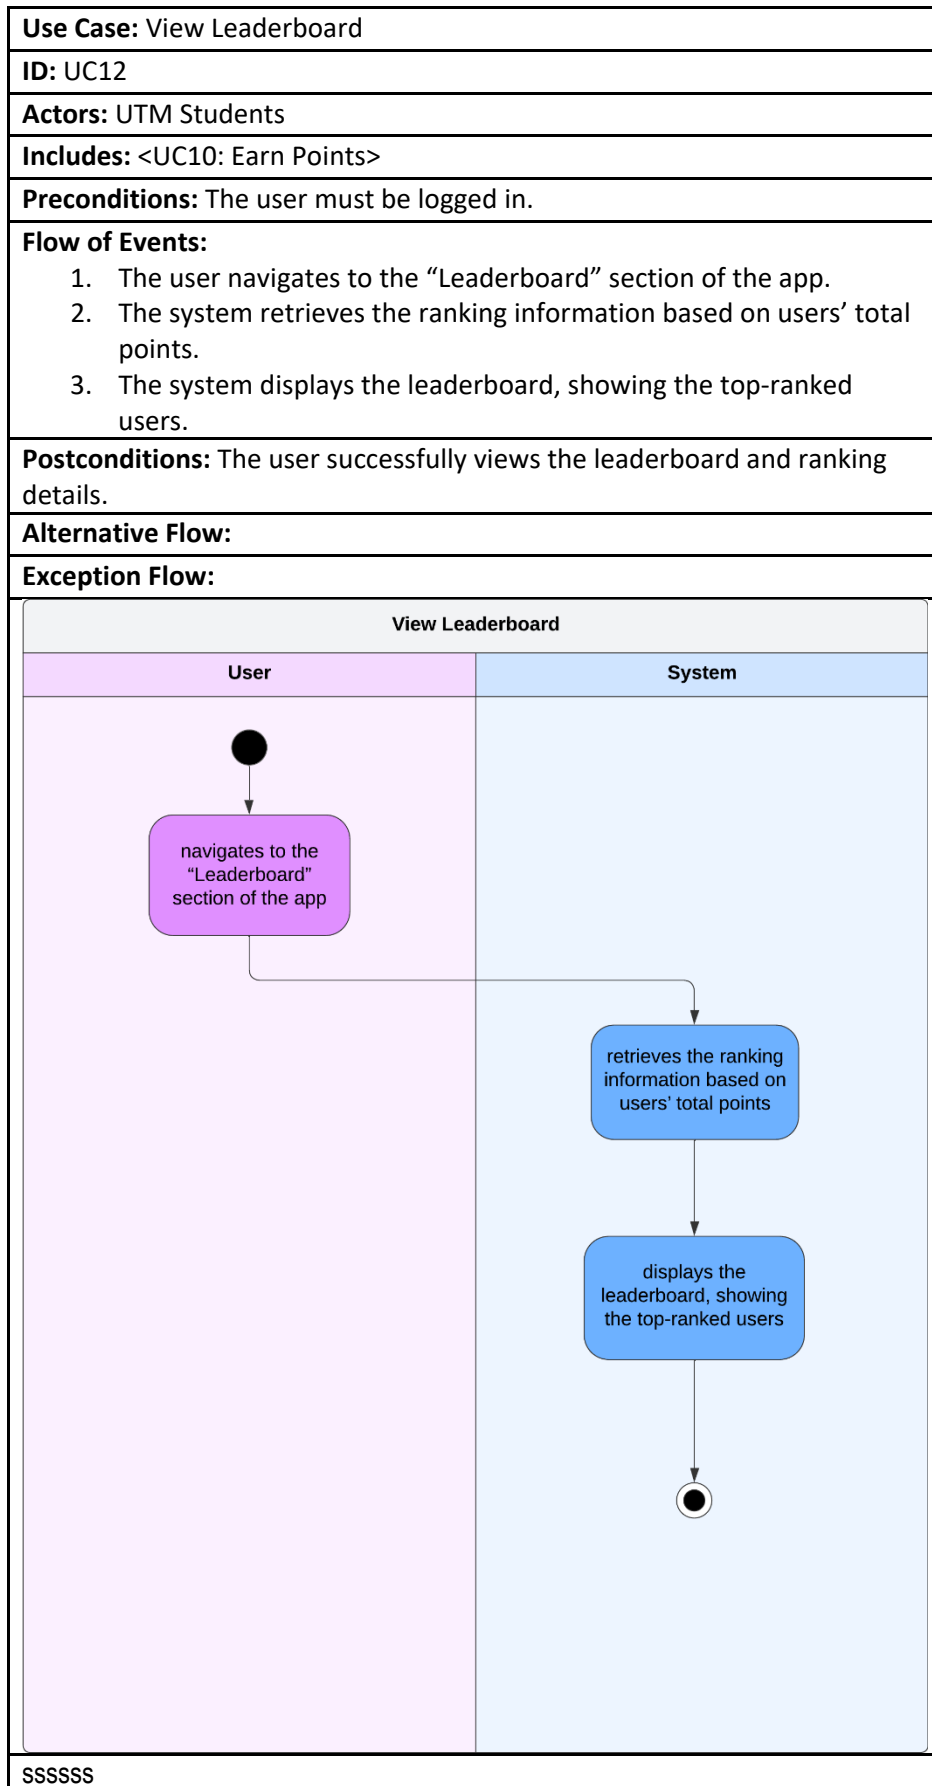 Use Case: View Leaderboard
ID: UC12
Actors: UTM Students
Includes: <UC10: Earn Points>
Preconditions: The user must be logged in.
Flow of Events:
1. The user navigates to the “Leaderboard” section of the app.
2. The system retrieves the ranking information based on users’ total
points.
3. The system displays the leaderboard, showing the top-ranked
users.
Postconditions: The user successfully views the leaderboard and ranking
details.
Alternative Flow:
Exception Flow:
View Leaderboard
User
System
navigates to the
“Leaderboard”
section of the app
retrieves the ranking
information based on
users’ total points
displays the
leaderboard, showing
the top-ranked users
ssssss